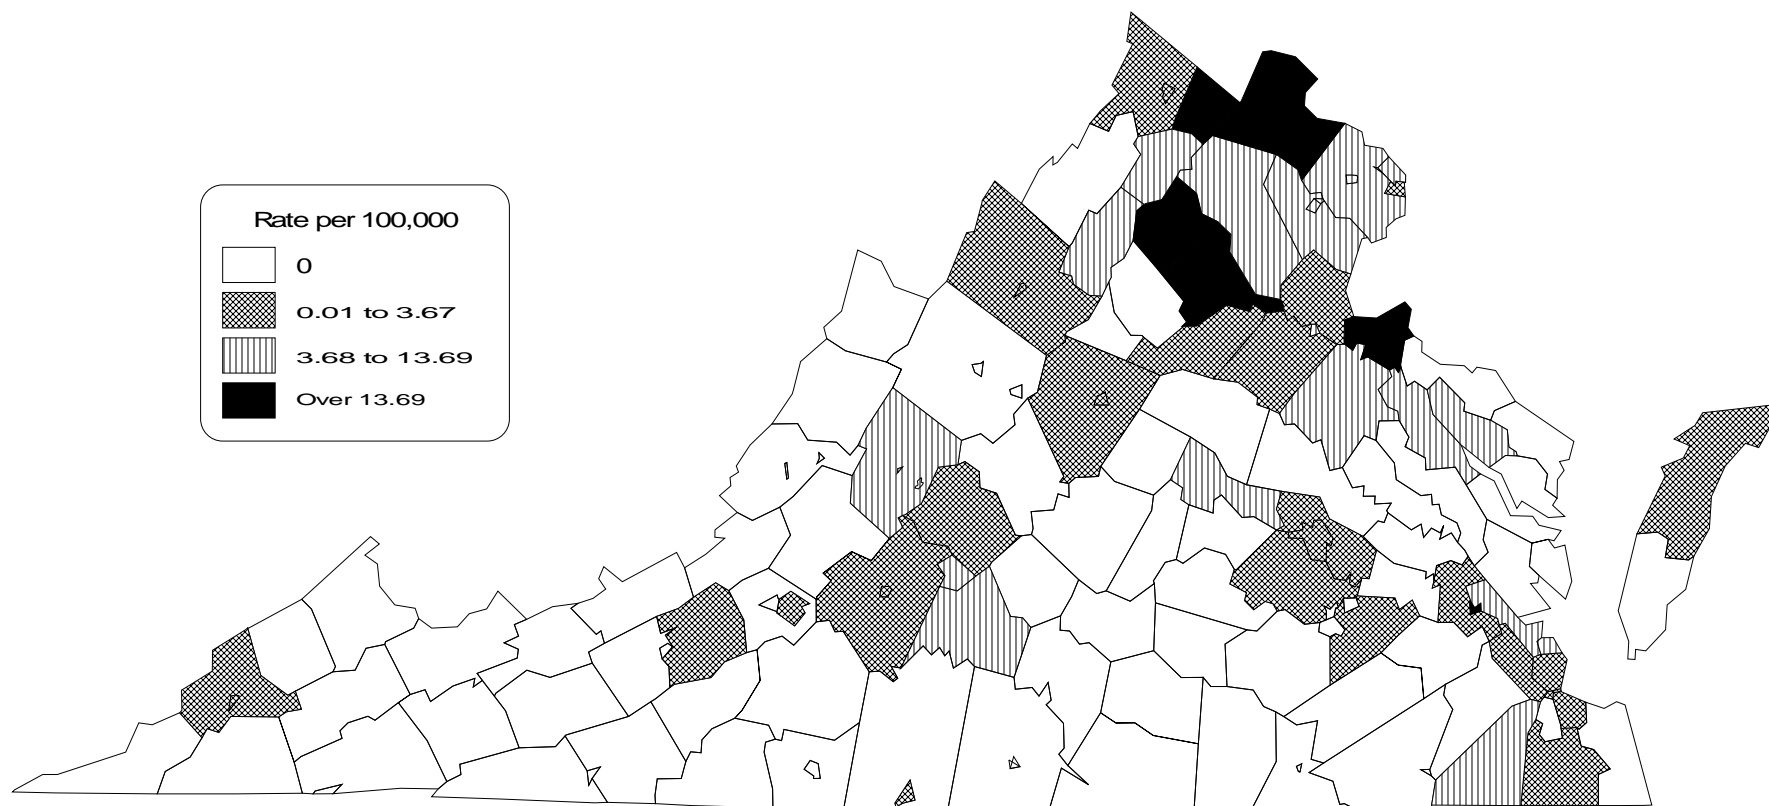 Rate per 100,000
0
0.01 to 3.67
3.68 to 13.69
Over 13.69